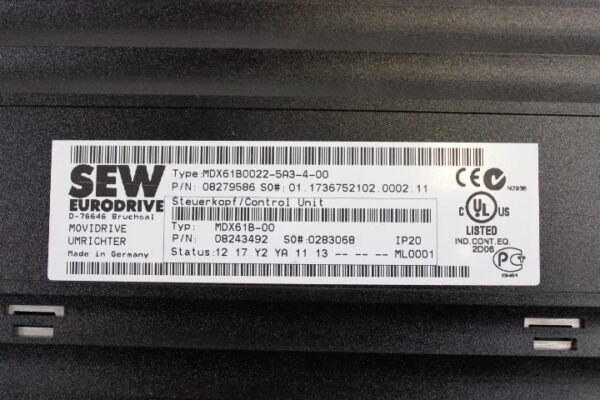 SEW
EURODRIVE
D-76646 Bruchsal
MOVIDRIVE
UMRICHTER
Made in Germany
Type:MDX61B0022-5A3-4-00
P/N: 08279586 SO#: 01.1736752102.0002.11
Steuerkopf/Control Unit
Typ: MDX61B-00
P/N: 08243492 SO#:0283068 IP20
Status:12 17 Y2 YA 11 13 -- -- -- ML0001
CE
C UL US
LISTED
IND.CONT.EQ.
2D06